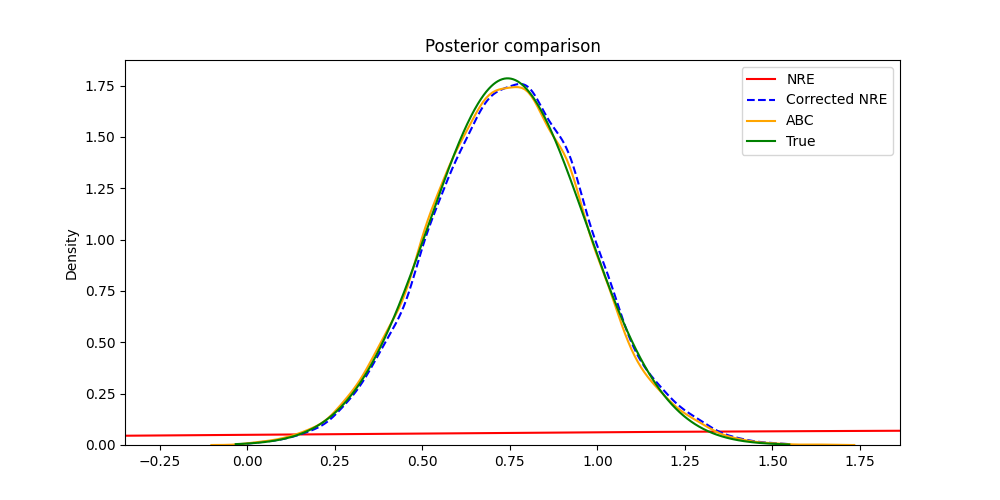 Posterior comparison
NRE
Corrected NRE
ABC
True
Density
1.75
1.50
1.25
1.00
0.75
0.50
0.25
0.00
−0.25 0.00 0.25 0.50 0.75 1.00 1.25 1.50 1.75